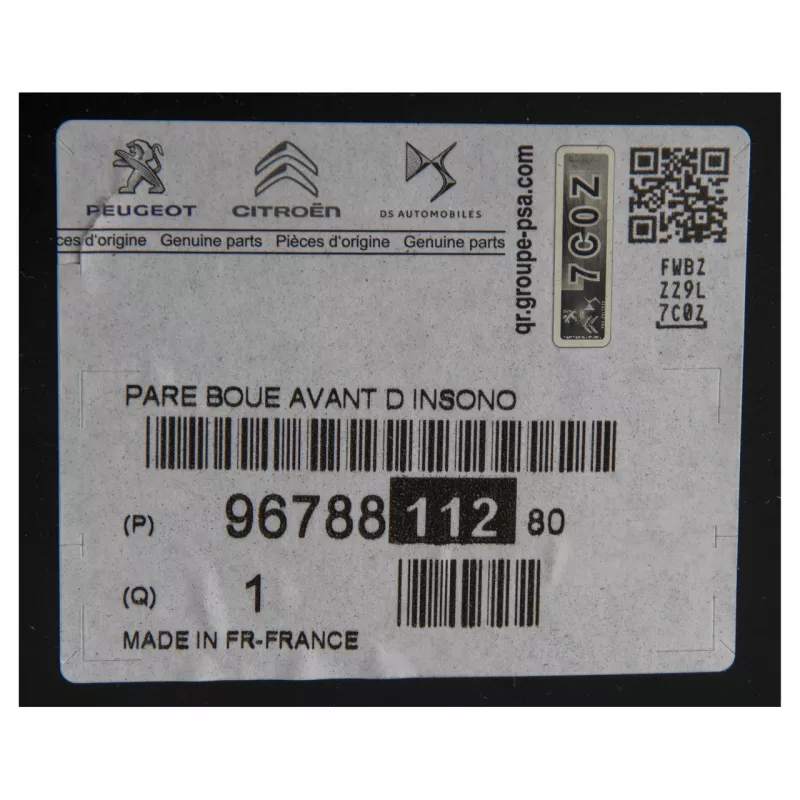 PEUGEOT CITROËN DS AUTOMOBILES
ces d'origine Genuine parts Pièces d'origine Genuine parts
qr.groupe-psa.com
7C0Z
FWBZ
ZZ9L
7C0Z
PARE BOUE AVANT D INSONO
(P) 96788 112 80
(Q) 1
MADE IN FR-FRANCE